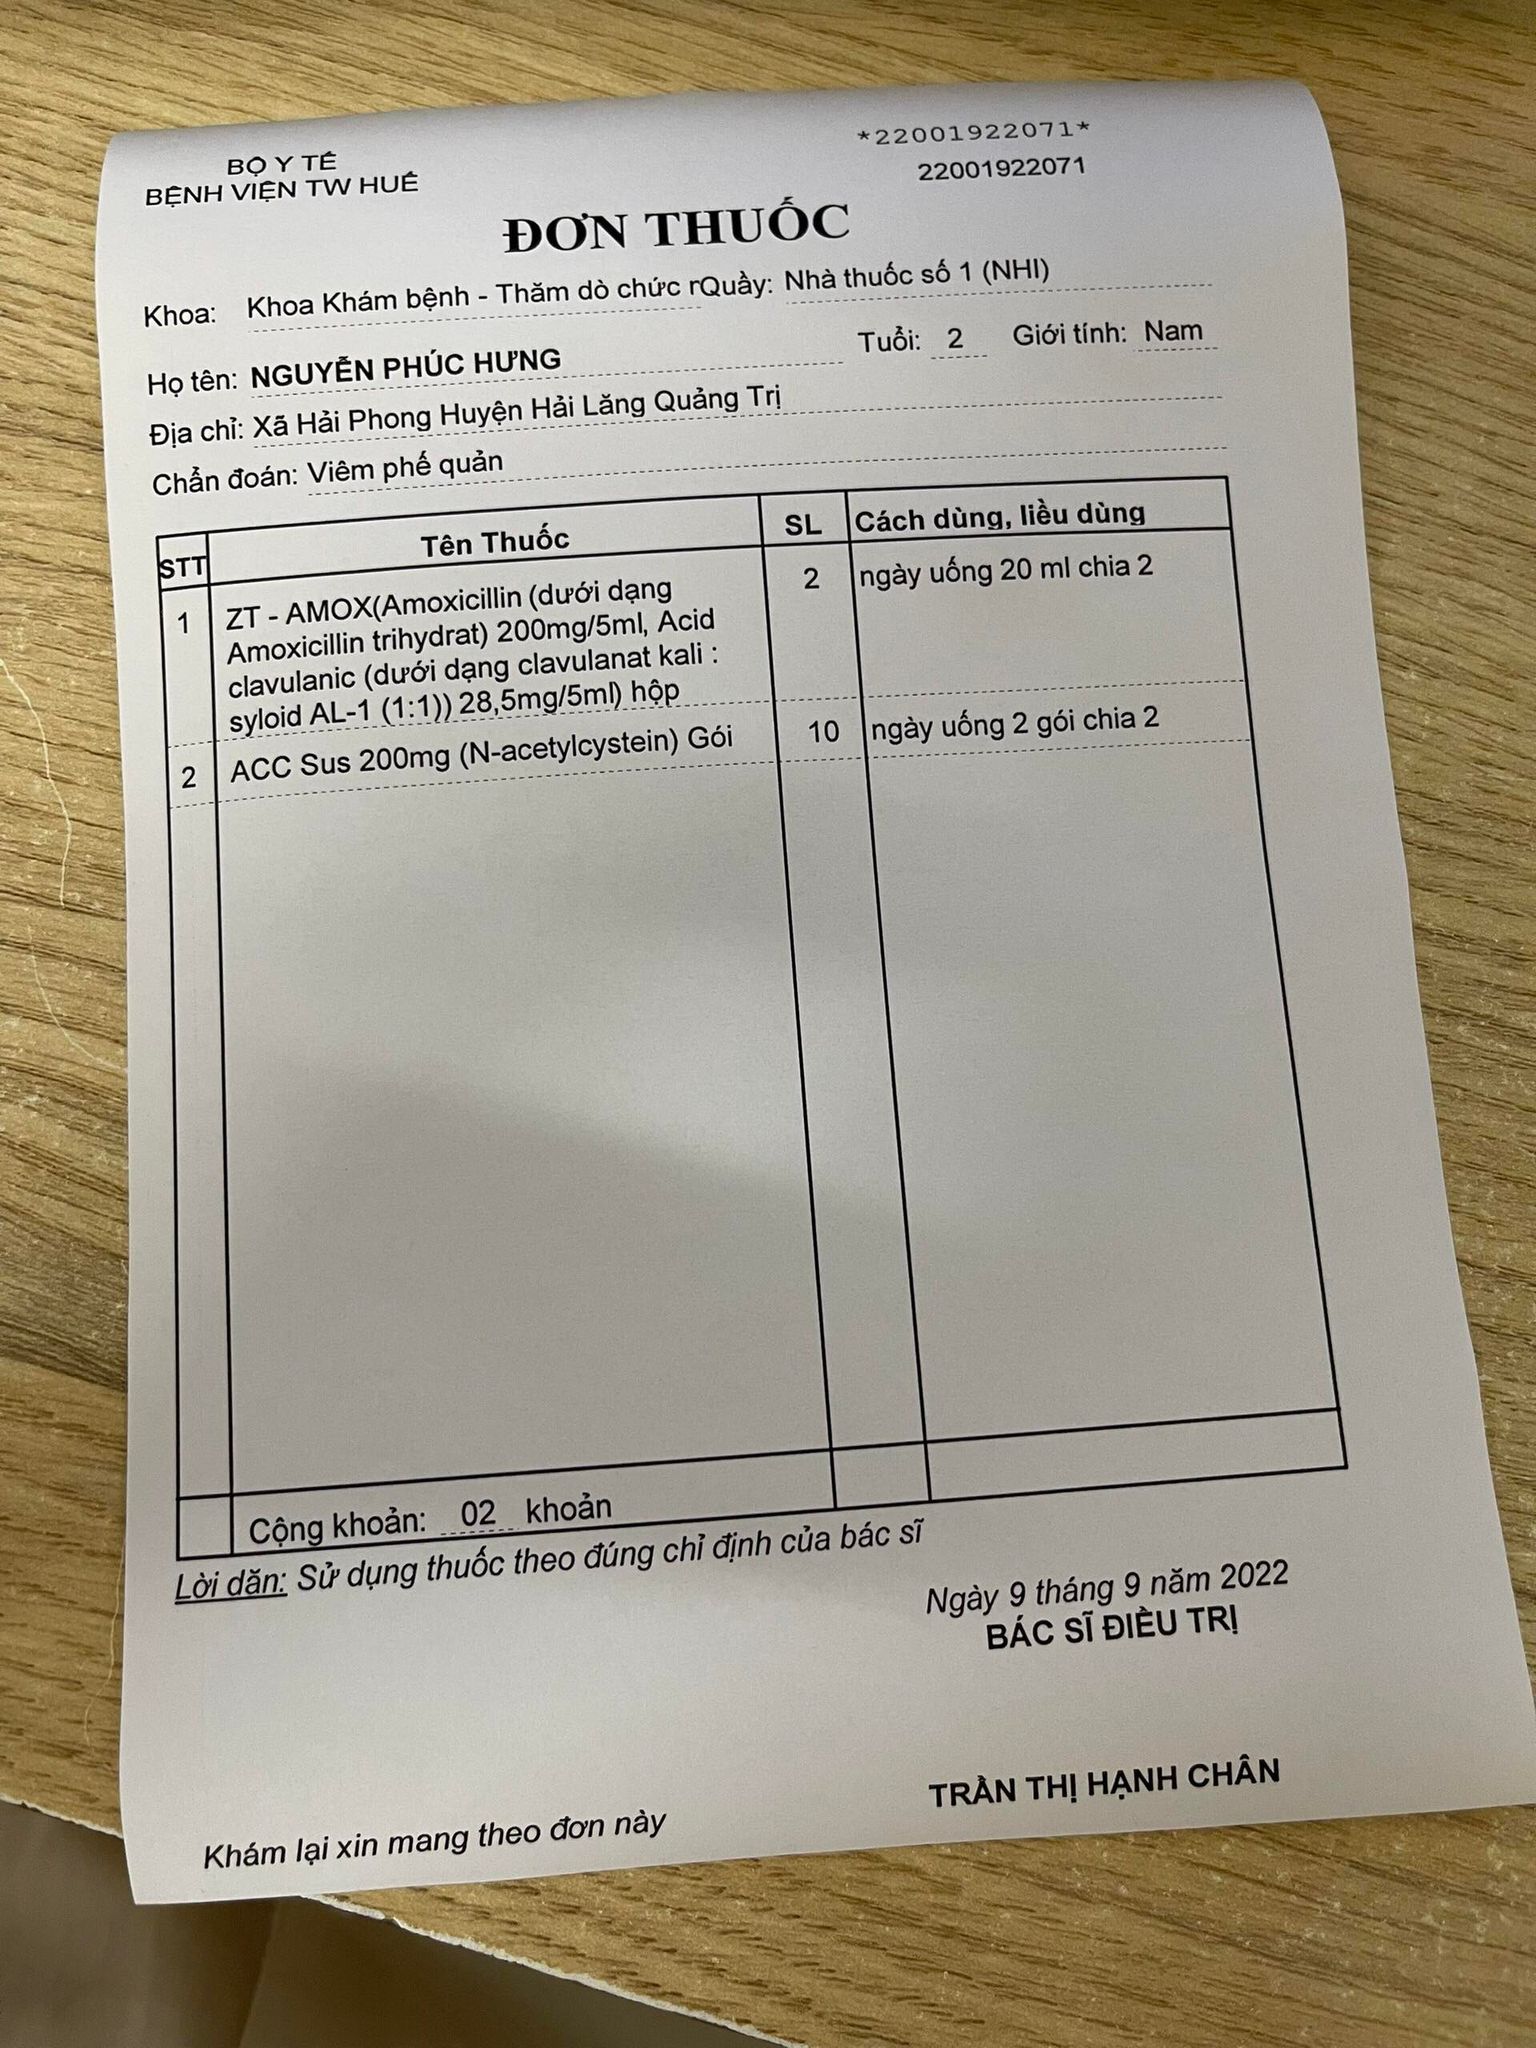 BỘ Y TẾ
BỆNH VIỆN TW HUẾ
*22001922071*
22001922071
ĐƠN THUỐC
Khoa: Khoa Khám bệnh - Thăm dò chức rQuầy: Nhà thuốc số 1 (NHI)
Họ tên: NGUYỄN PHÚC HƯNG Tuổi: 2 Giới tính: Nam
Địa chỉ: Xã Hải Phong Huyện Hải Lăng Quảng Trị
Chẩn đoán: Viêm phế quản
STT Tên Thuốc SL Cách dùng, liều dùng
1 ZT - AMOX(Amoxicillin (dưới dạng 2 ngày uống 20 ml chia 2
Amoxicillin trihydrat) 200mg/5ml, Acid
clavulanic (dưới dạng clavulanat kali :
syloid AL-1 (1:1)) 28,5mg/5ml) hộp
2 ACC Sus 200mg (N-acetylcystein) Gói 10 ngày uống 2 gói chia 2
Cộng khoản: 02 khoản
Lời dặn: Sử dụng thuốc theo đúng chỉ định của bác sĩ
Ngày 9 tháng 9 năm 2022
BÁC SĨ ĐIỀU TRỊ
TRẦN THỊ HẠNH CHÂN
Khám lại xin mang theo đơn này